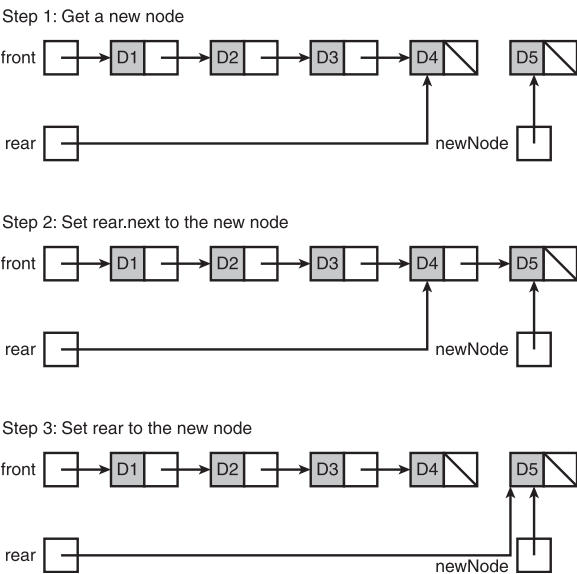 Step 1: Get a new node
front D1 D2 D3 D4 D5
rear newNode
Step 2: Set rear.next to the new node
front D1 D2 D3 D4 D5
rear newNode
Step 3: Set rear to the new node
front D1 D2 D3 D4 D5
rear newNode